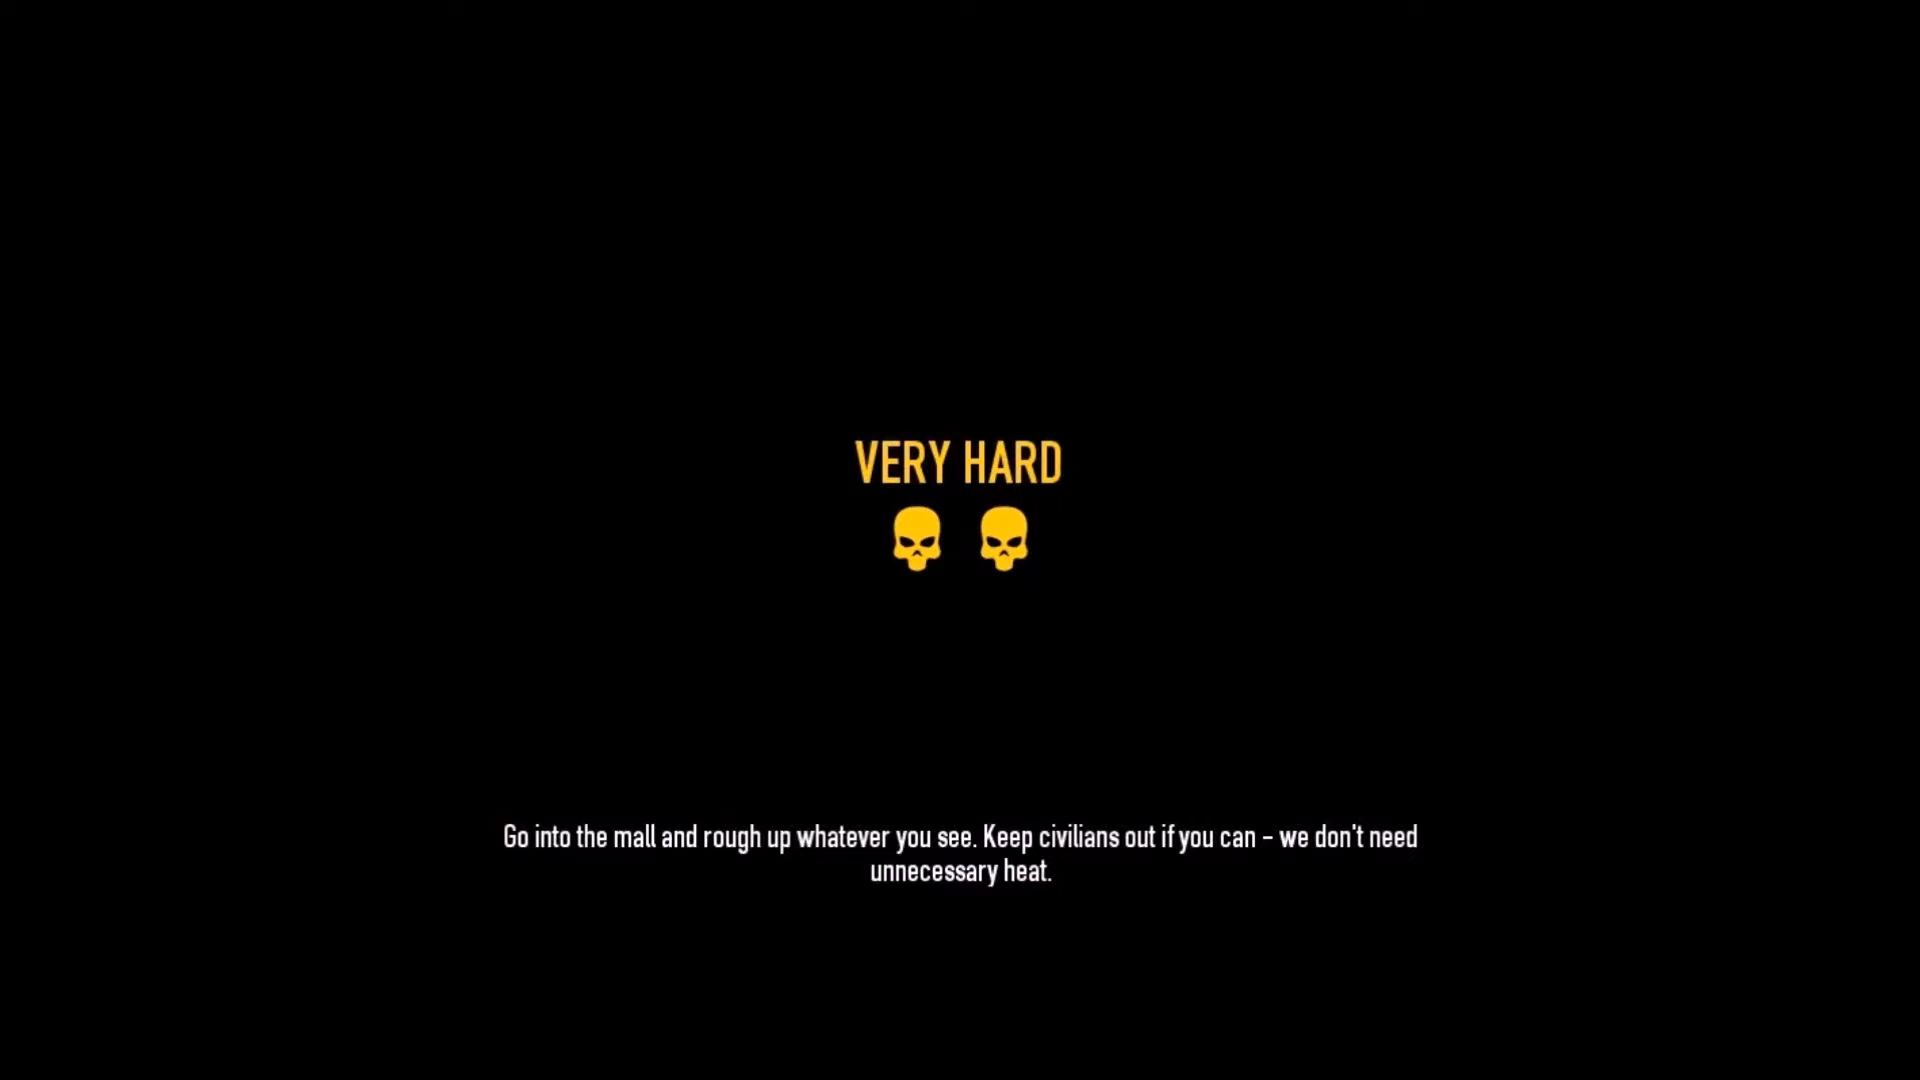 VERY HARD
Go into the mall and rough up whatever you see. Keep civilians out if you can - we don't need
unnecessary heat.